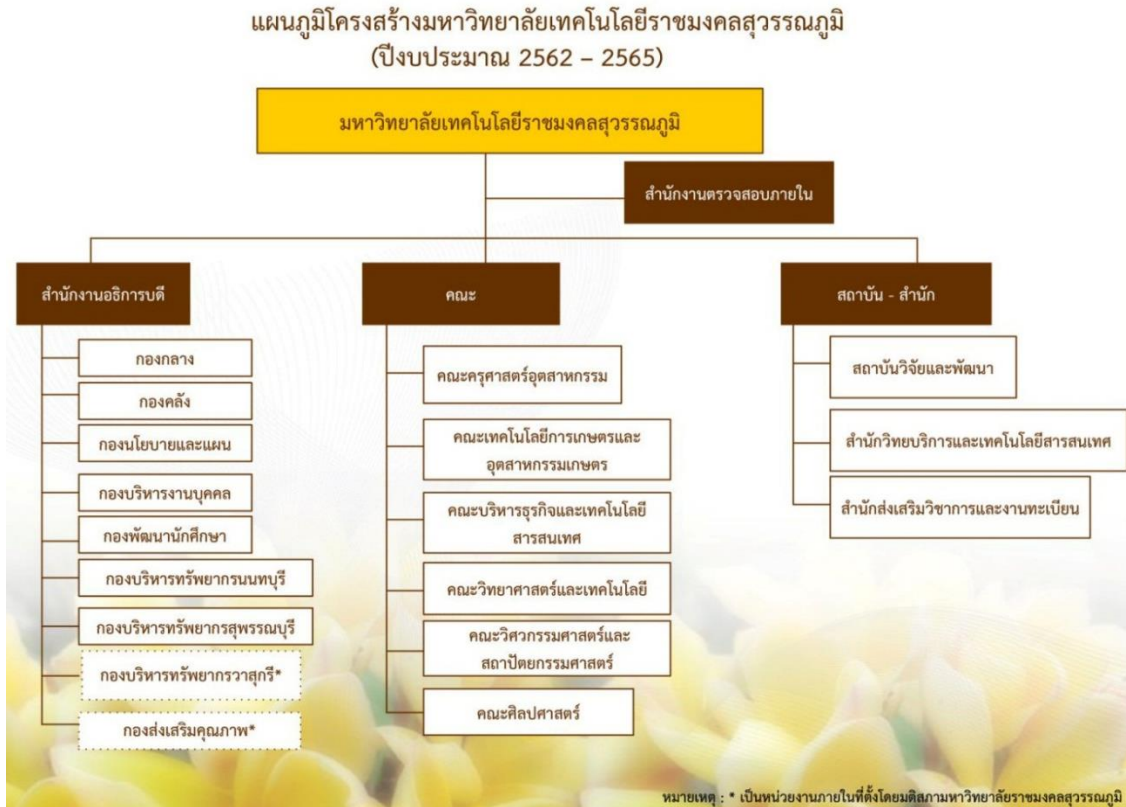 แผนภูมิโครงสร้างมหาวิทยาลัยเทคโนโลยีราชมงคลสุวรรณภูมิ
(ปีงบประมาณ 2562 – 2565)
มหาวิทยาลัยเทคโนโลยีราชมงคลสุวรรณภูมิ
สำนักงานตรวจสอบภายใน
สำนักงานอธิการบดี
กองกลาง
กองคลัง
กองนโยบายและแผน
กองบริหารงานบุคคล
กองพัฒนานักศึกษา
กองบริหารทรัพยากรนนทบุรี
กองบริหารทรัพยากรสุพรรณบุรี
กองบริหารทรัพยากรวาสุกรี*
กองส่งเสริมคุณภาพ*
คณะ
คณะครุศาสตร์อุตสาหกรรม
คณะเทคโนโลยีการเกษตรและ
อุตสาหกรรมเกษตร
คณะบริหารธุรกิจและเทคโนโลยี
สารสนเทศ
คณะวิทยาศาสตร์และเทคโนโลยี
คณะวิศวกรรมศาสตร์และ
สถาปัตยกรรมศาสตร์
คณะศิลปศาสตร์
สถาบัน - สำนัก
สถาบันวิจัยและพัฒนา
สำนักวิทยบริการและเทคโนโลยีสารสนเทศ
สำนักส่งเสริมวิชาการและงานทะเบียน
หมายเหตุ : * เป็นหน่วยงานภายในที่ตั้งโดยมติสภามหาวิทยาลัยราชมงคลสุวรรณภูมิ